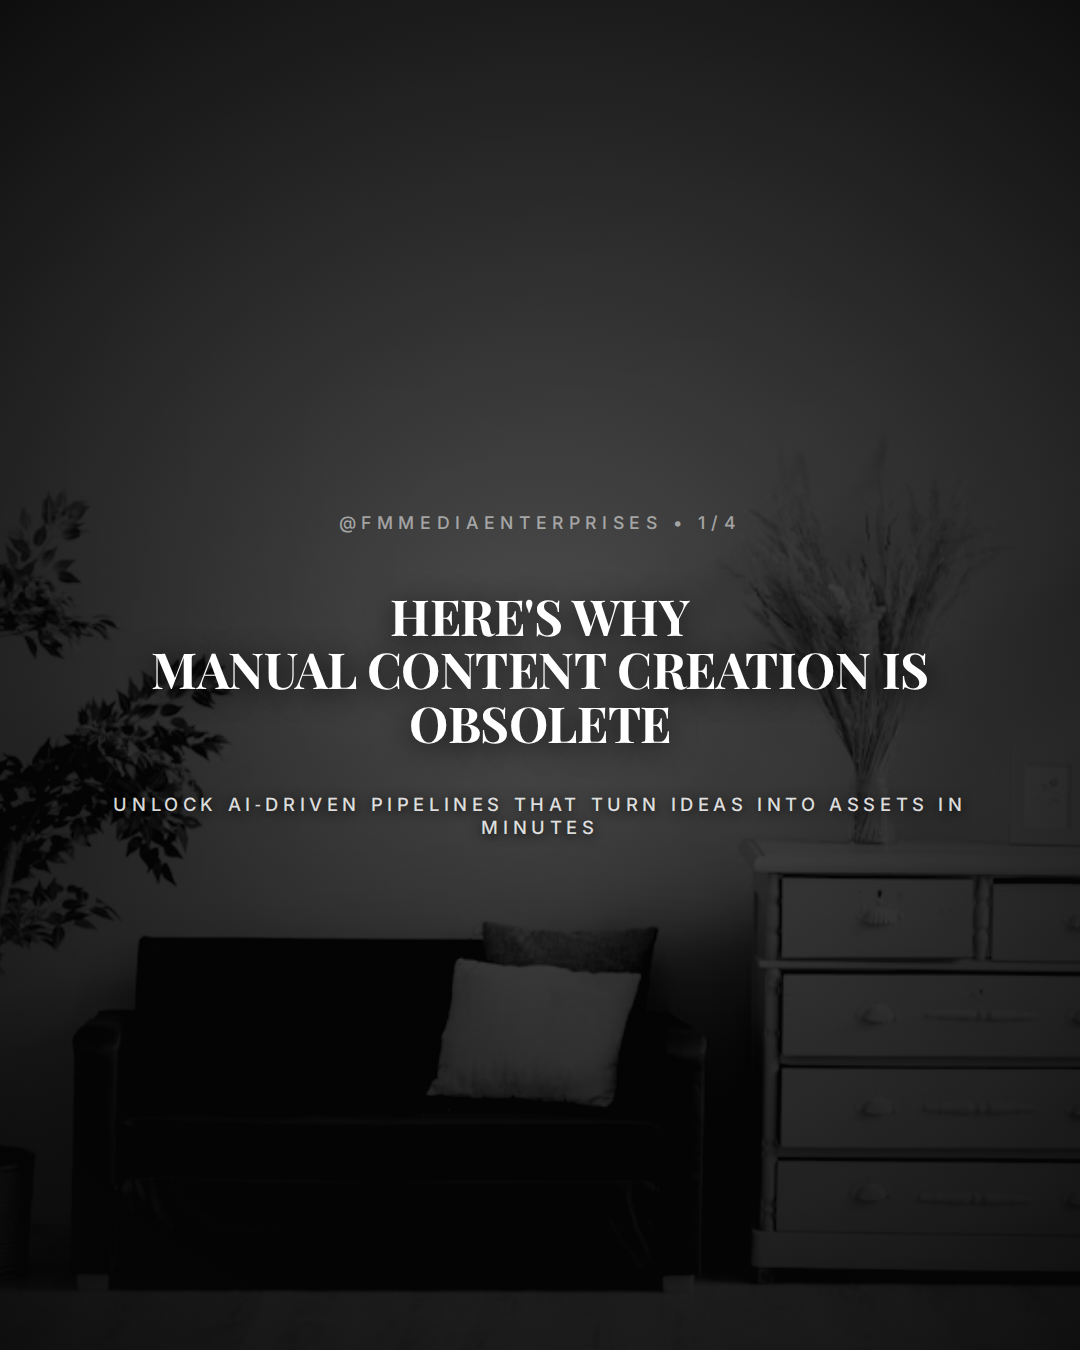 @FMMEDIAENTERPRISES • 1/4
HERE'S WHY
MANUAL CONTENT CREATION IS
OBSOLETE
UNLOCK AI-DRIVEN PIPELINES THAT TURN IDEAS INTO ASSETS IN
MINUTES